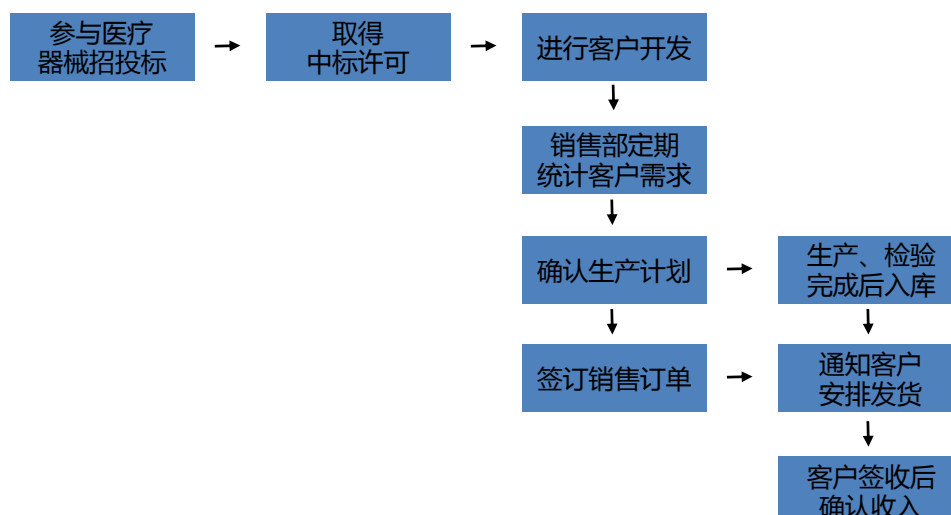 参与医疗
器械招投标
取得
中标许可
进行客户开发
销售部定期
统计客户需求
确认生产计划
生产、检验
完成后入库
签订销售订单
通知客户
安排发货
客户签收后
确认收入